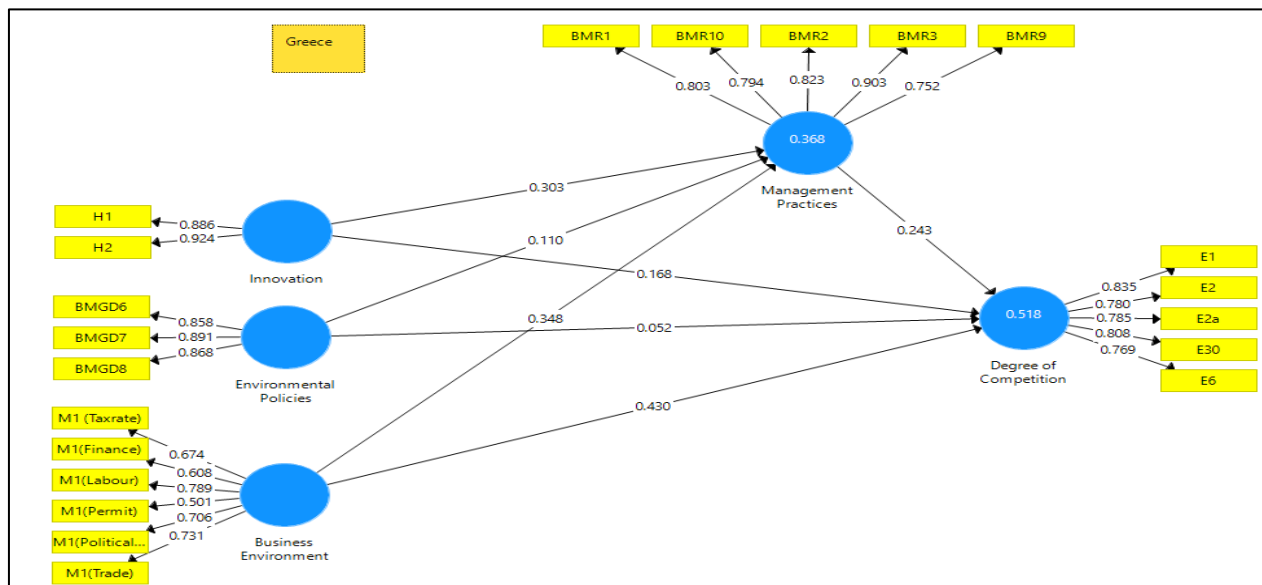 Greece
BMR1
BMR10
BMR2
BMR3
BMR9
0.803
0.794
0.823
0.903
0.752
0.368
Management
Practices
0.303
0.110
0.348
0.243
0.168
0.052
0.430
H1
H2
0.886
0.924
Innovation
BMGD6
BMGD7
BMGD8
0.858
0.891
0.868
Environmental
Policies
M1 (Taxrate)
M1(Finance)
M1(Labour)
M1(Permit)
M1(Political...
M1(Trade)
0.674
0.608
0.789
0.501
0.706
0.731
Business
Environment
0.518
Degree of
Competition
0.835
0.780
0.785
0.808
0.769
E1
E2
E2a
E30
E6